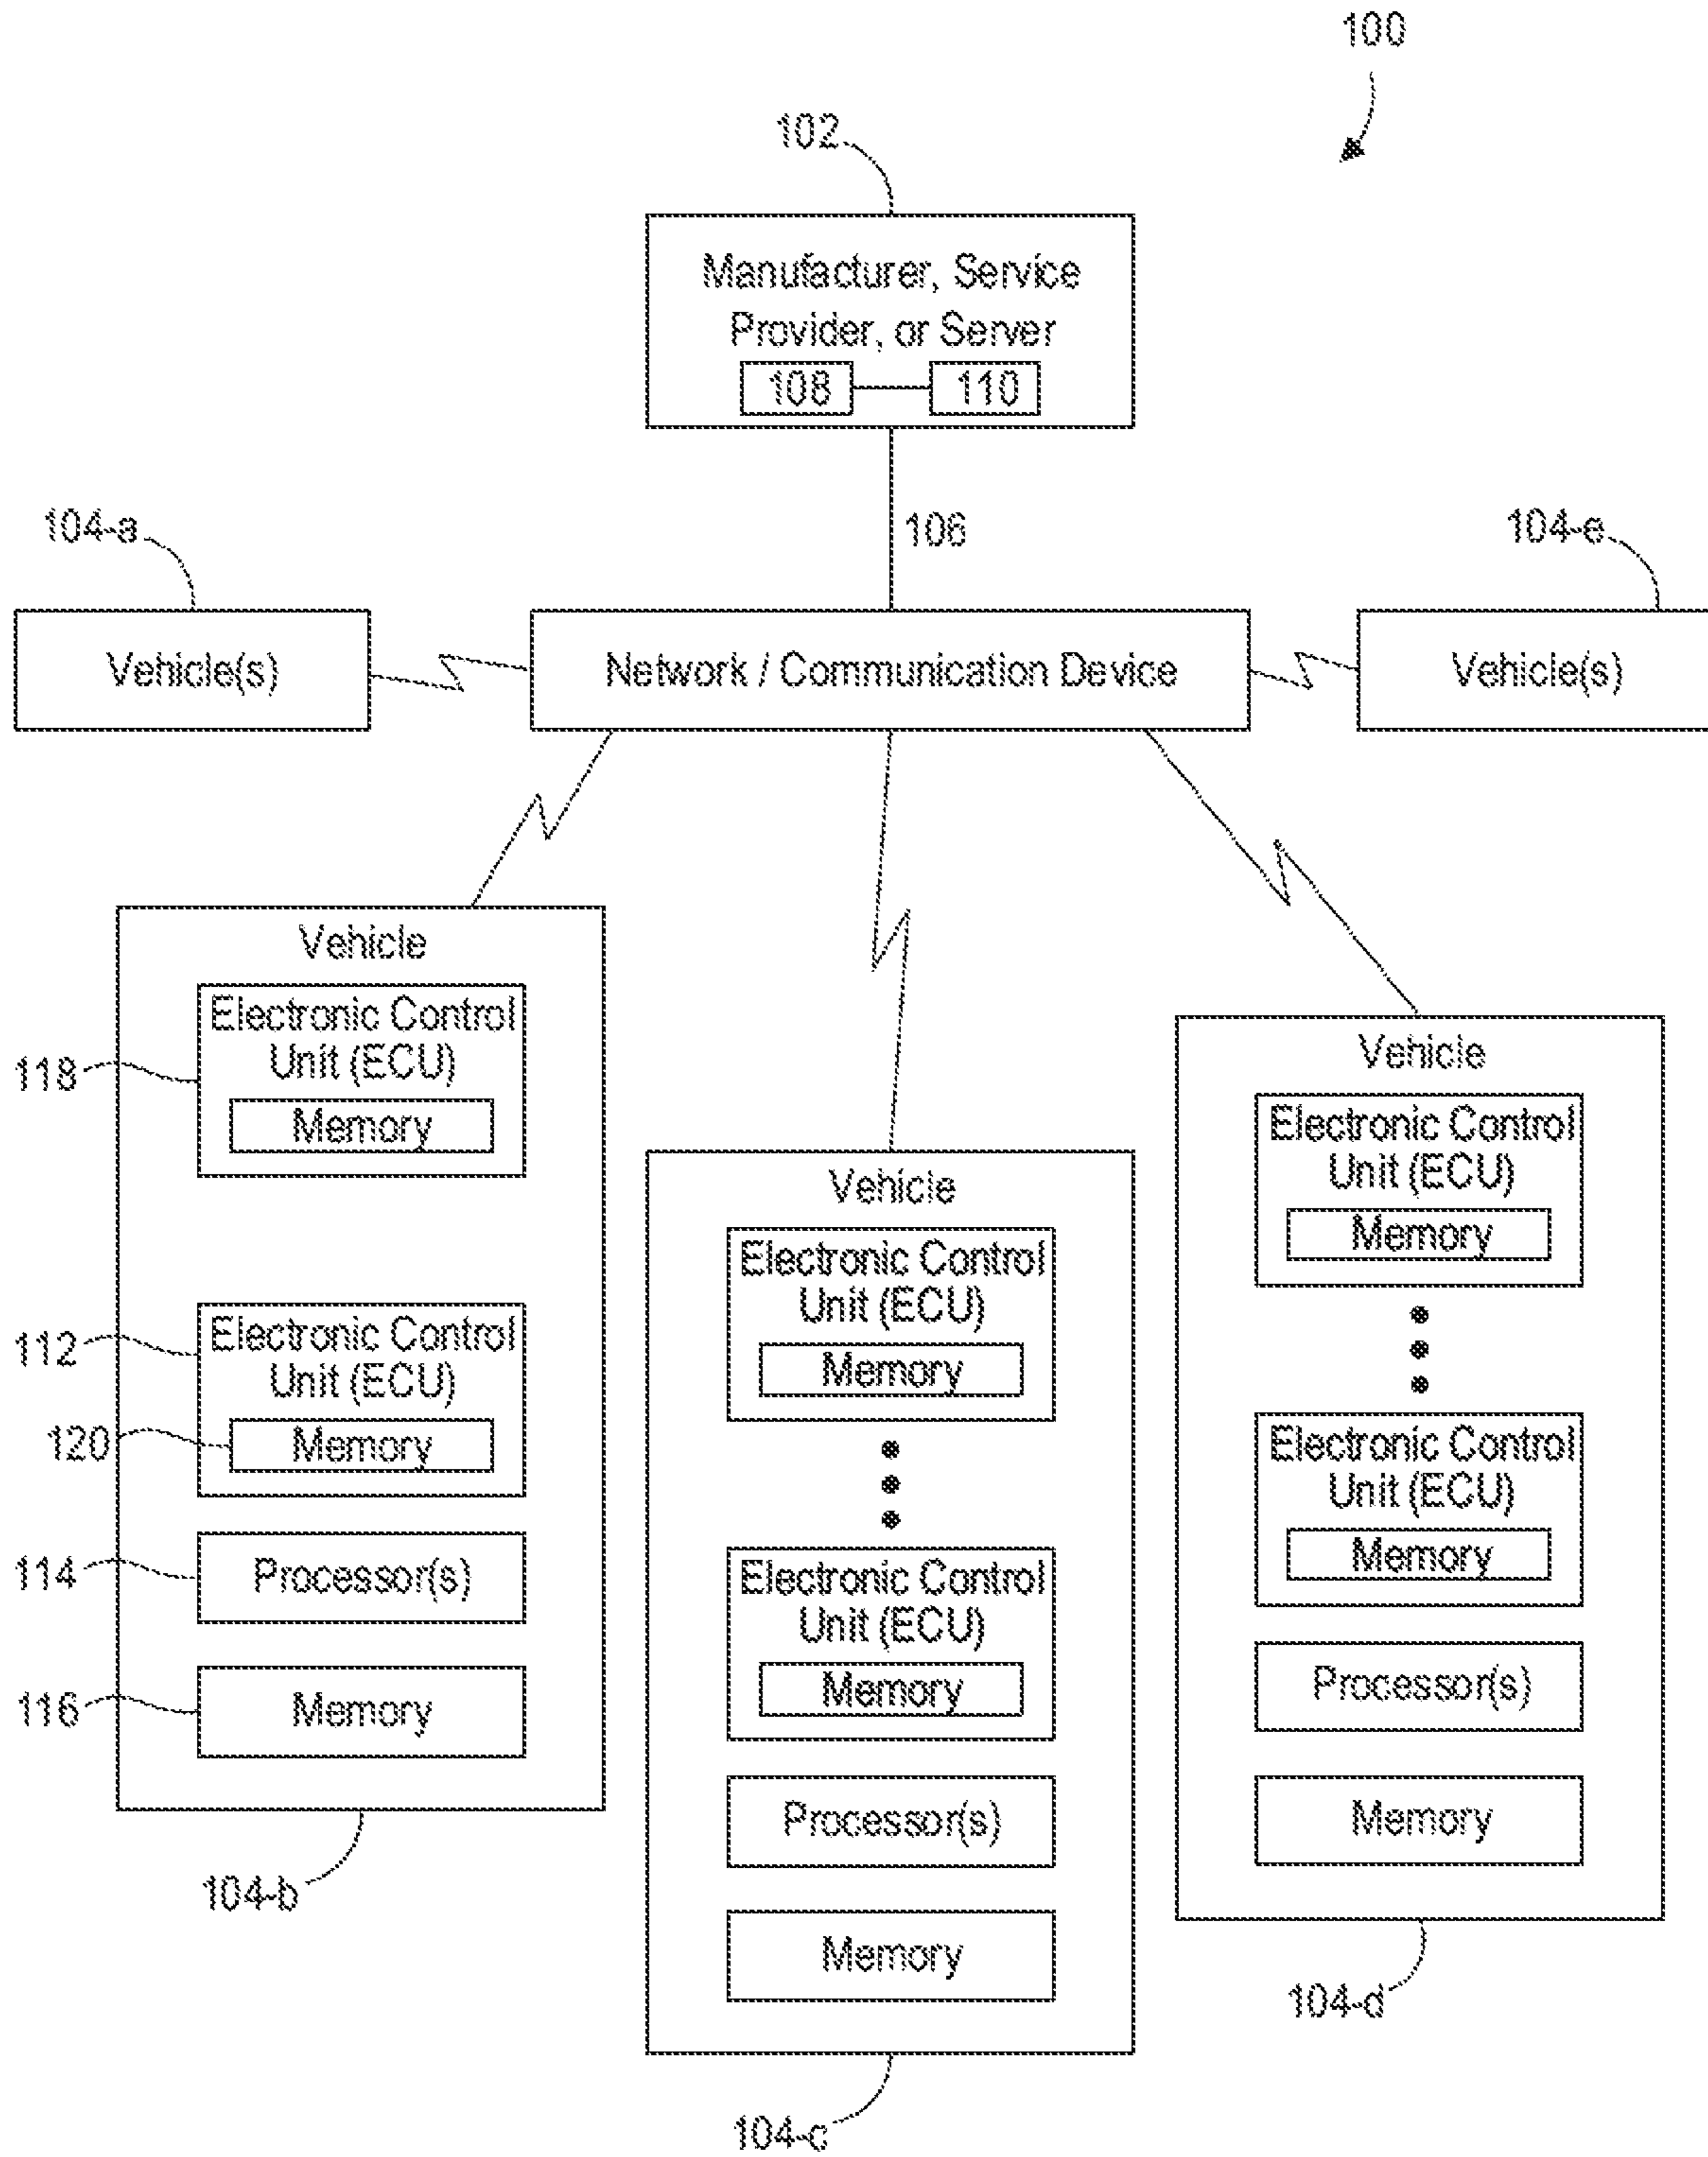 100
102
Manufacturer, Service
Provider, or Server
108
110
106
104-a
104-e
Vehicle(s)
Network / Communication Device
Vehicle(s)
Vehicle
Electronic Control
Unit (ECU)
Memory
118
Electronic Control
Unit (ECU)
Memory
112
120
Processor(s)
114
Memory
116
104-b
Vehicle
Electronic Control
Unit (ECU)
Memory
Electronic Control
Unit (ECU)
Memory
Processor(s)
Memory
104-c
Vehicle
Electronic Control
Unit (ECU)
Memory
Electronic Control
Unit (ECU)
Memory
Processor(s)
Memory
104-d